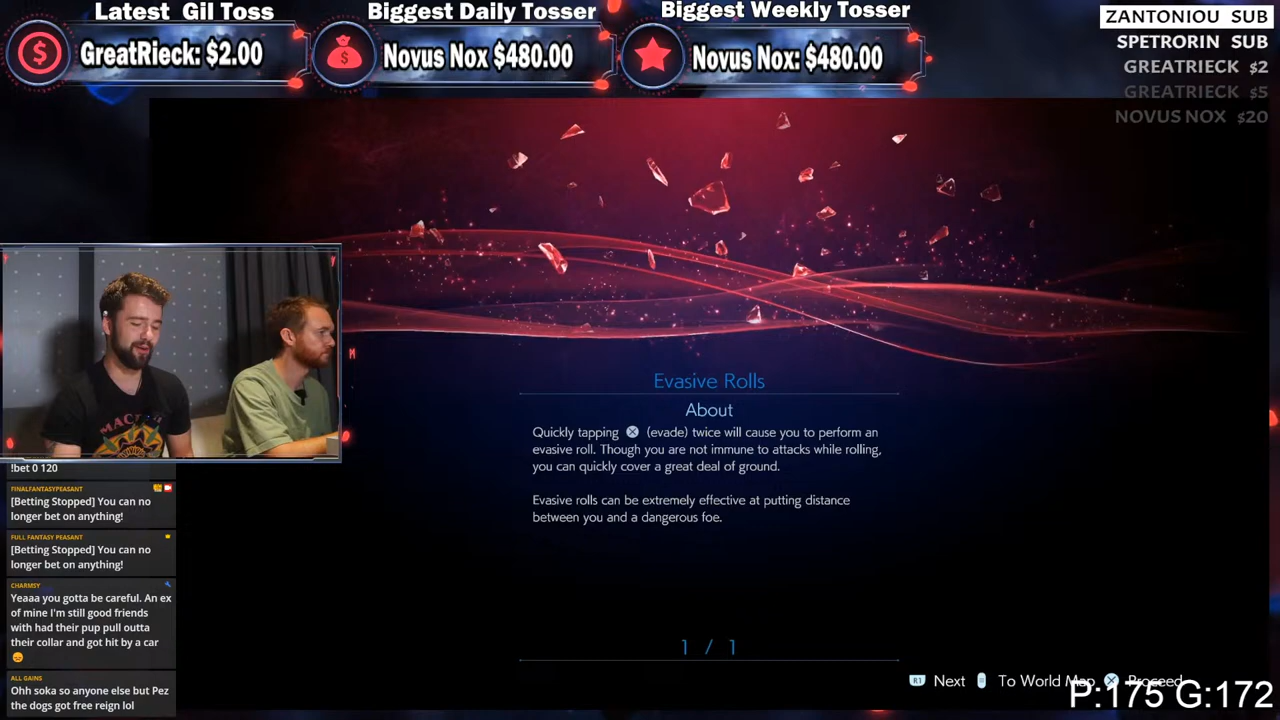 Latest Gil Toss
GreatRieck: $2.00
Biggest Daily Tosser
Novus Nox $480.00
Biggest Weekly Tosser
Novus Nox: $480.00
ZANTONIOU SUB
SPETRORIN SUB
GREATRIECK $2
GREATRIECK $5
NOVUS NOX $20
Evasive Rolls
About
Quickly tapping (evade) twice will cause you to perform an
evasive roll. Though you are not immune to attacks while rolling,
you can quickly cover a great deal of ground.
Evasive rolls can be extremely effective at putting distance
between you and a dangerous foe.
1 / 1
R1 Next To World Map Proceed
P:175 G:172
!bet 0 120
FINALFANTASYPEASANT
[Betting Stopped] You can no
longer bet on anything!
FULL FANTASY PEASANT
[Betting Stopped] You can no
longer bet on anything!
CHARMSY
Yeaaa you gotta be careful. An ex
of mine I'm still good friends
with had their pup pull outta
their collar and got hit by a car
ALL GAINS
Ohh soka so anyone else but Pez
the dogs got free reign lol